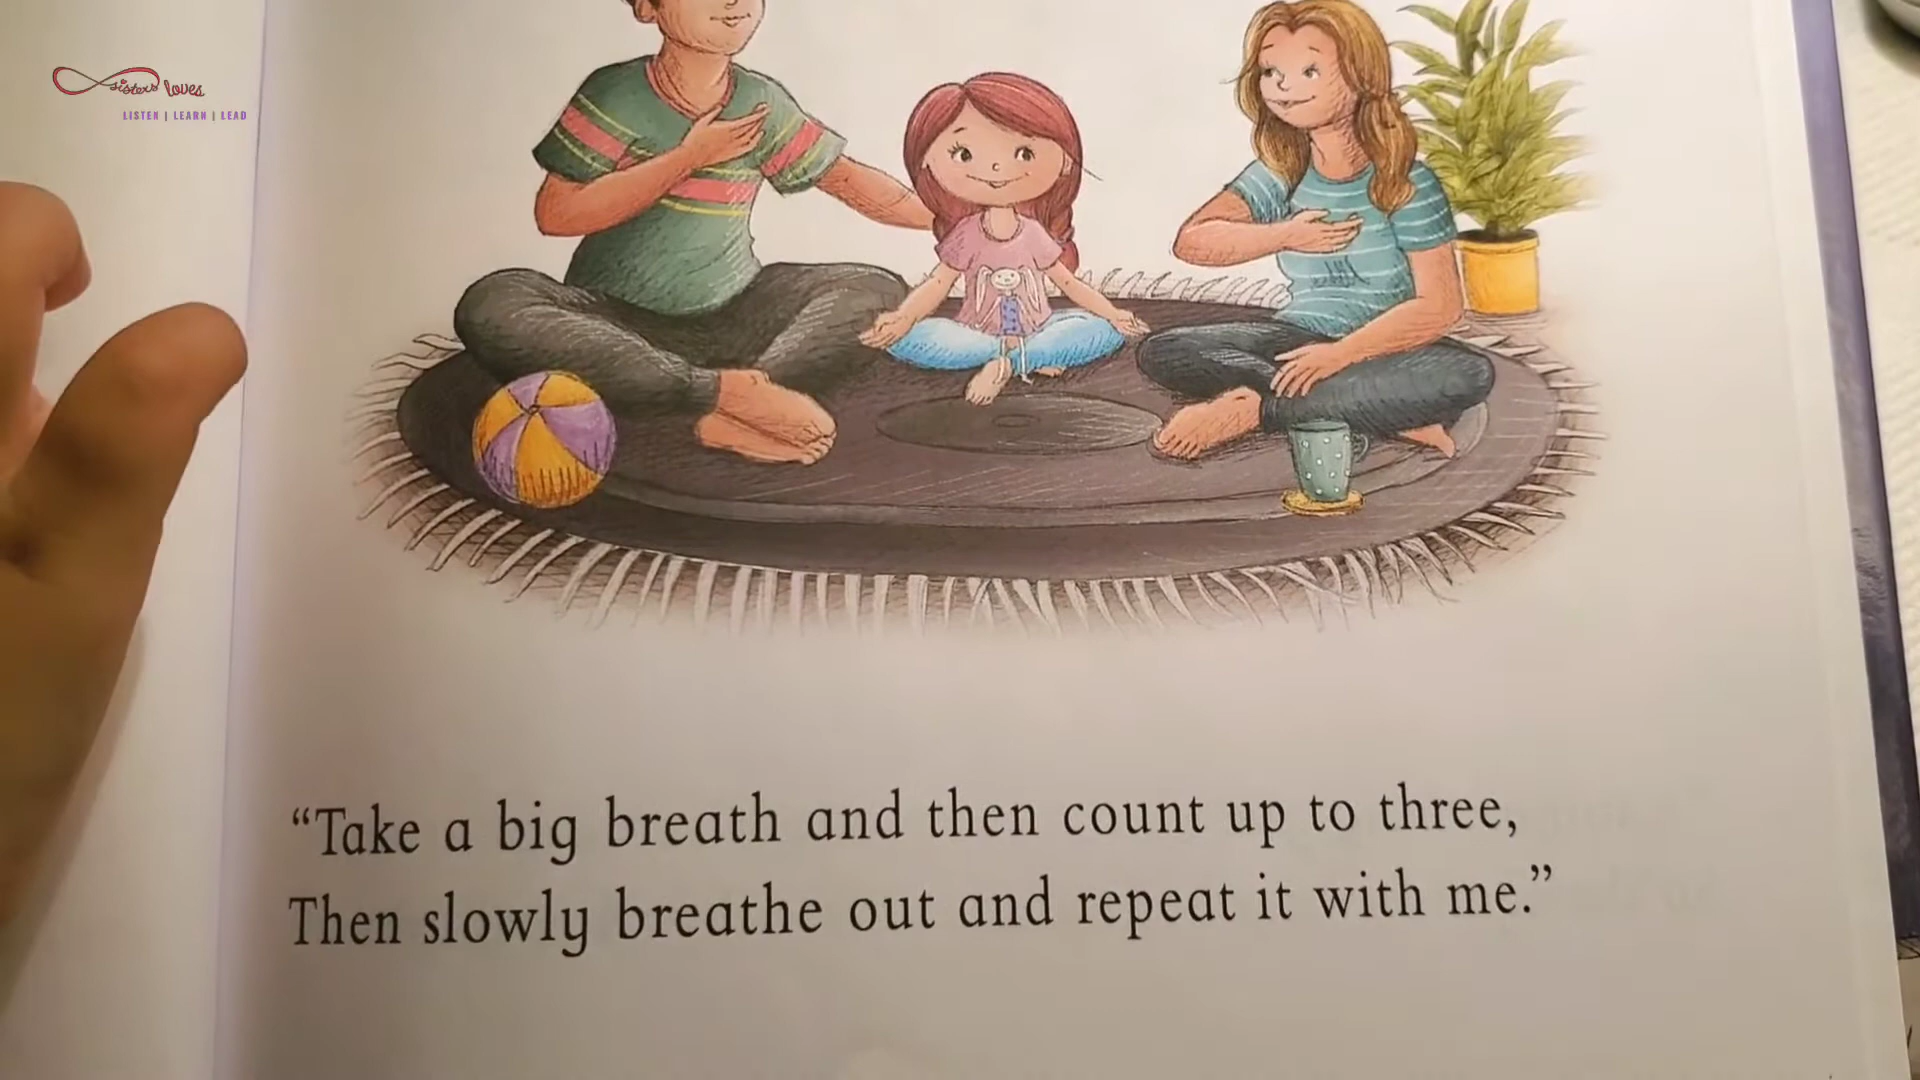 sisters loves
LISTEN | LEARN | LEAD
“Take a big breath and then count up to three,
Then slowly breathe out and repeat it with me.”